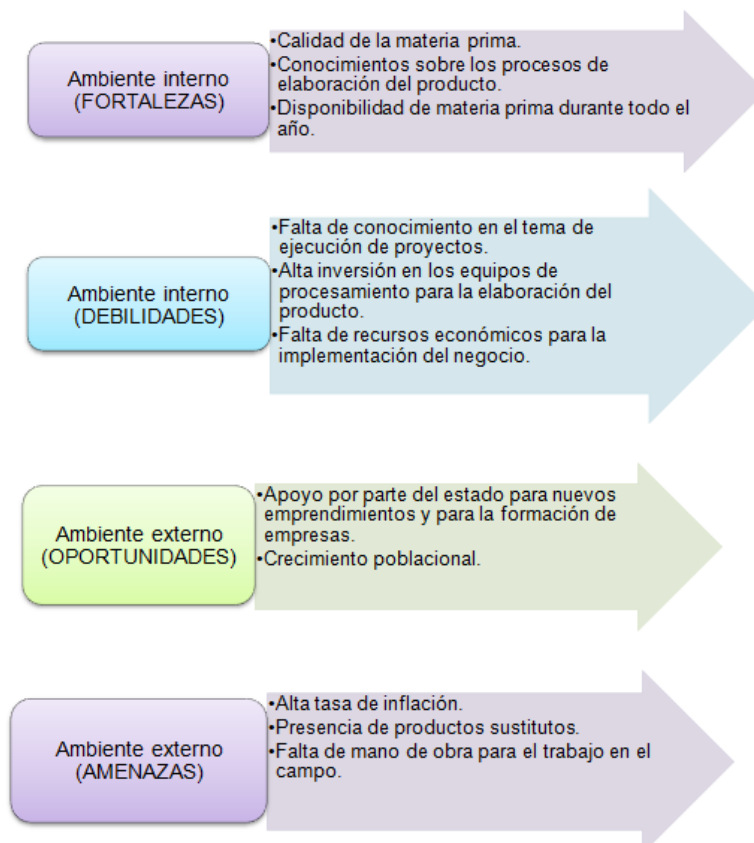 Ambiente interno
(FORTALEZAS)
•Calidad de la materia prima.
•Conocimientos sobre los procesos de
elaboración del producto.
•Disponibilidad de materia prima durante todo el
año.
Ambiente interno
(DEBILIDADES)
•Falta de conocimiento en el tema de
ejecución de proyectos.
•Alta inversión en los equipos de
procesamiento para la elaboración del
producto.
•Falta de recursos económicos para la
implementación del negocio.
Ambiente externo
(OPORTUNIDADES)
•Apoyo por parte del estado para nuevos
emprendimientos y para la formación de
empresas.
•Crecimiento poblacional.
Ambiente externo
(AMENAZAS)
•Alta tasa de inflación.
•Presencia de productos sustitutos.
•Falta de mano de obra para el trabajo en el
campo.